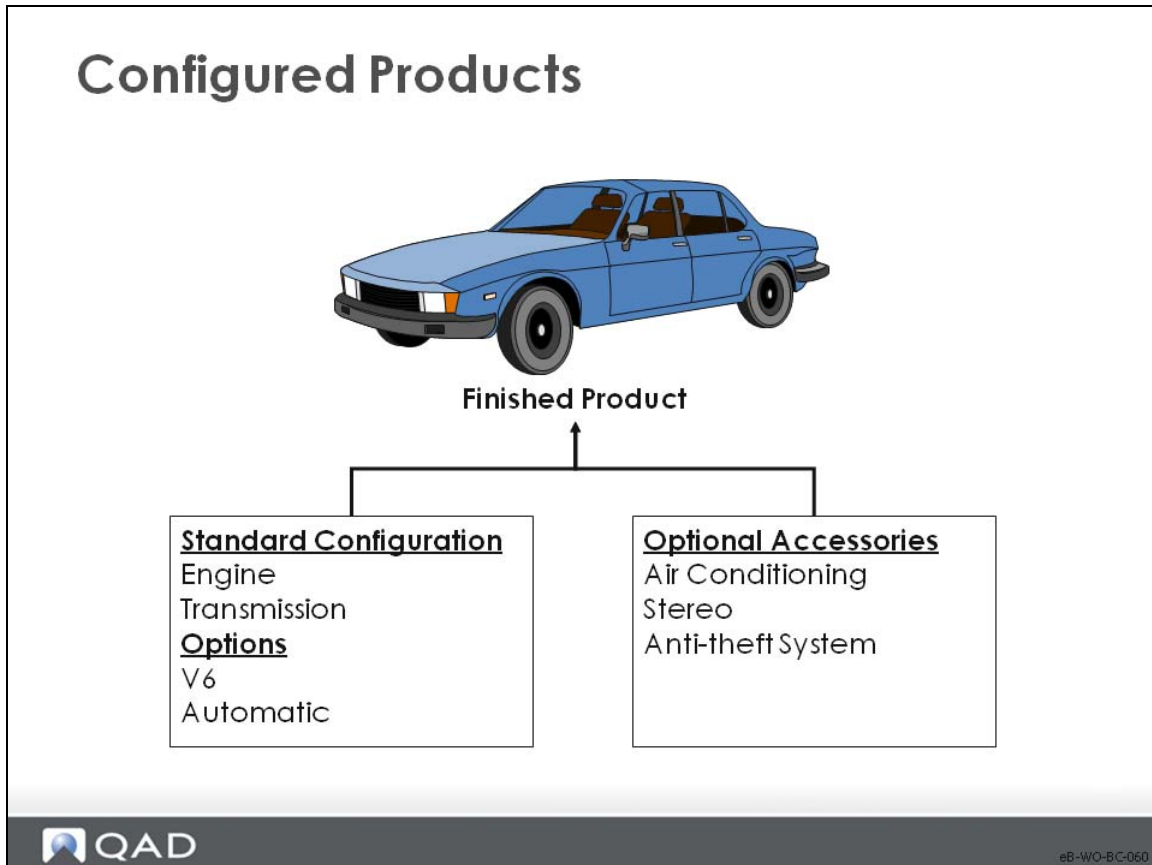 Configured Products
Finished Product
Standard Configuration
Engine
Transmission
Options
V6
Automatic
Optional Accessories
Air Conditioning
Stereo
Anti-theft System
QAD
eB-WO-BC-060